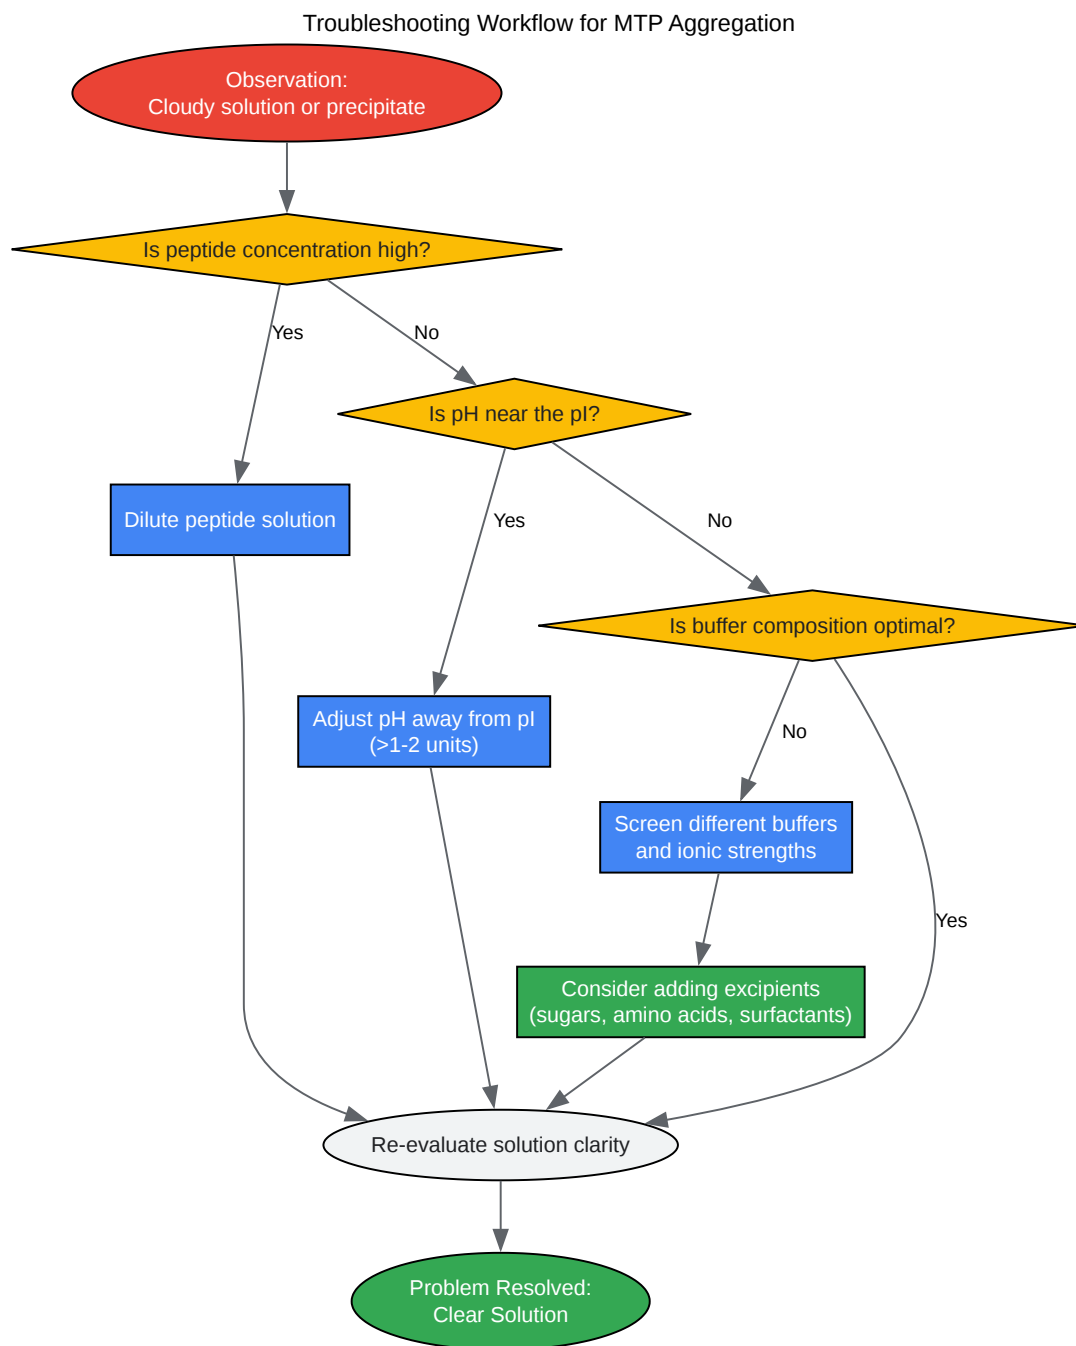 Troubleshooting Workflow for MTP Aggregation
Observation:
Cloudy solution or precipitate
Is peptide concentration high?
Yes
No
Is pH near the pI?
Dilute peptide solution
Yes
No
Is buffer composition optimal?
Adjust pH away from pI
(>1-2 units)
No
Screen different buffers
and ionic strengths
Yes
Consider adding excipients
(sugars, amino acids, surfactants)
Re-evaluate solution clarity
Problem Resolved:
Clear Solution